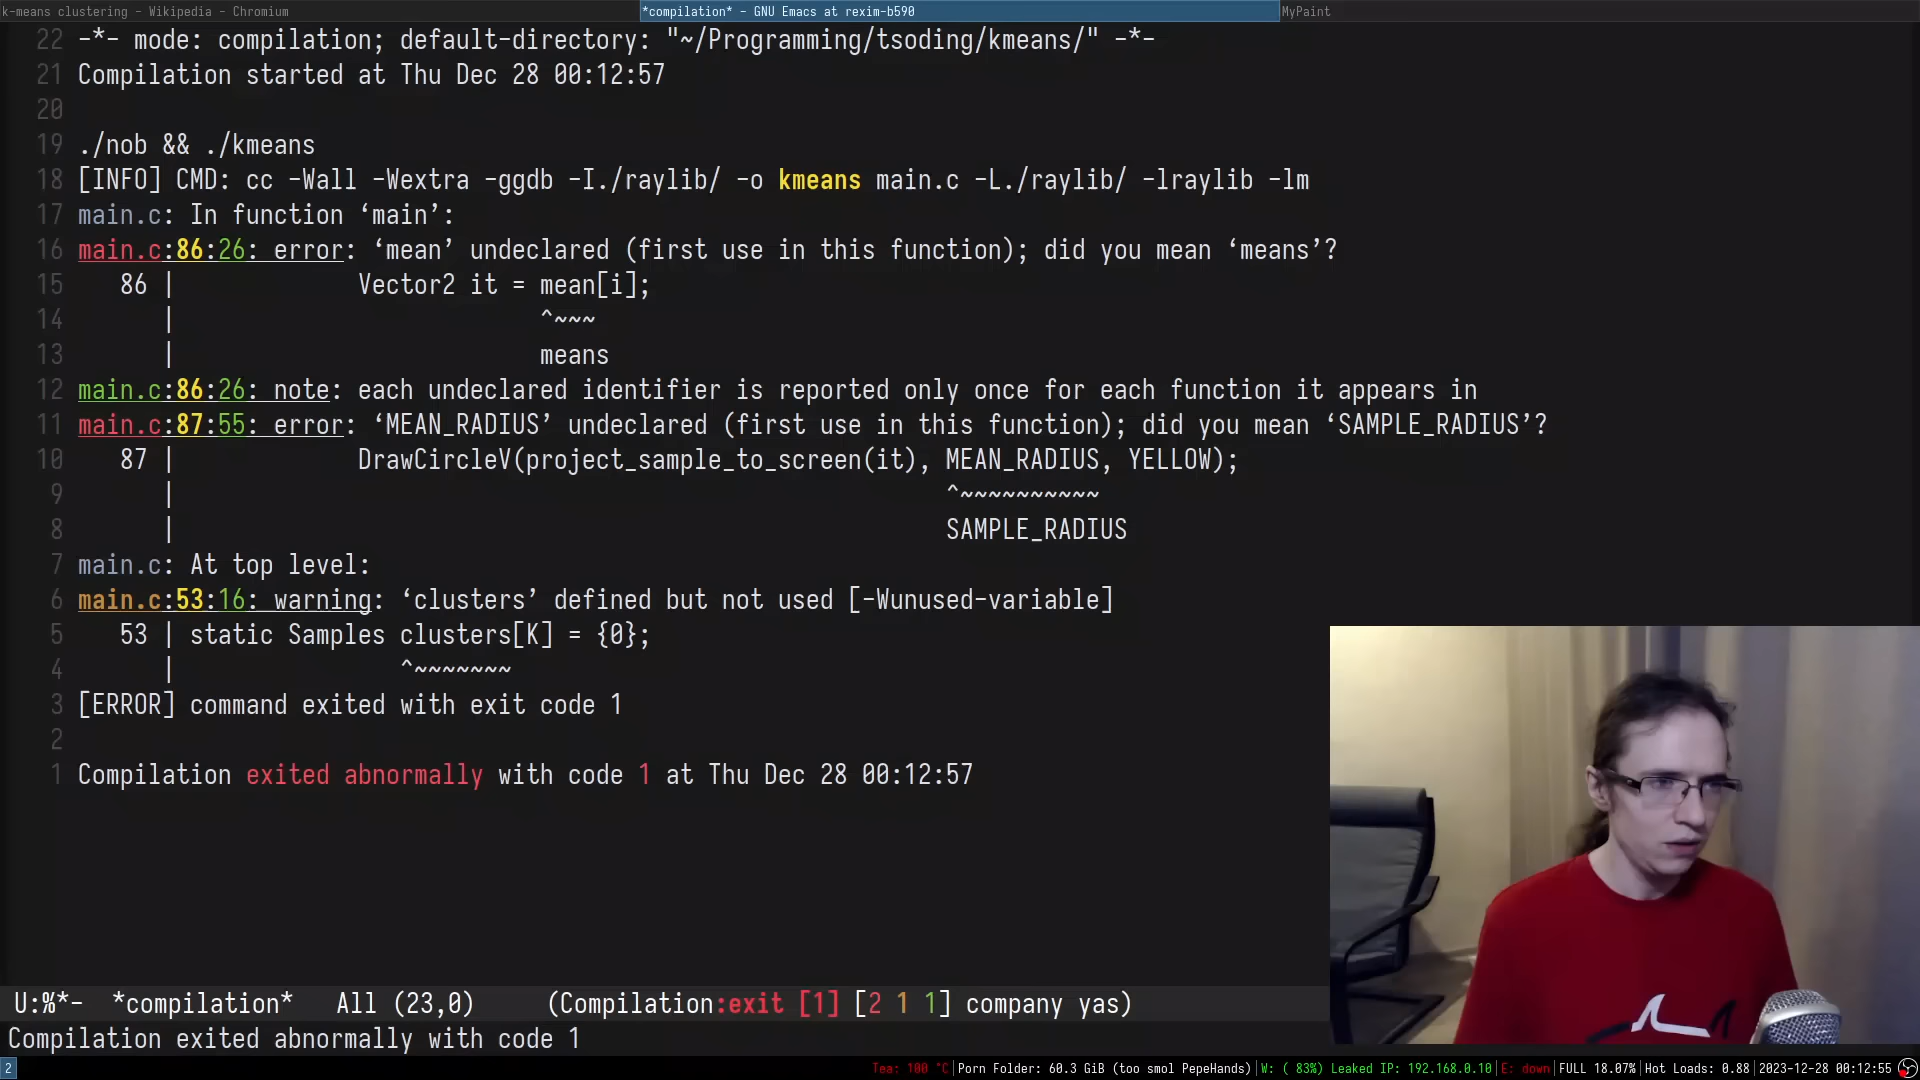 k-means clustering - Wikipedia - Chromium
*compilation* - GNU Emacs at rexim-b590
MyPaint
22 -*- mode: compilation; default-directory: "~/Programming/tsoding/kmeans/" -*-
21 Compilation started at Thu Dec 28 00:12:57
20
19 ./nob && ./kmeans
18 [INFO] CMD: cc -Wall -Wextra -ggdb -I./raylib/ -o kmeans main.c -L./raylib/ -lraylib -lm
17 main.c: In function ‘main’:
16 main.c:86:26: error: ‘mean’ undeclared (first use in this function); did you mean ‘means’?
15 86 | Vector2 it = mean[i];
14 | ^~~~
13 | means
12 main.c:86:26: note: each undeclared identifier is reported only once for each function it appears in
11 main.c:87:55: error: ‘MEAN_RADIUS’ undeclared (first use in this function); did you mean ‘SAMPLE_RADIUS’?
10 87 | DrawCircleV(project_sample_to_screen(it), MEAN_RADIUS, YELLOW);
9 | ^~~~~~~~~~~
8 | SAMPLE_RADIUS
7 main.c: At top level:
6 main.c:53:16: warning: ‘clusters’ defined but not used [-Wunused-variable]
5 53 | static Samples clusters[K] = {0};
4 | ^~~~~~~~
3 [ERROR] command exited with exit code 1
2
1 Compilation exited abnormally with code 1 at Thu Dec 28 00:12:57
U:%*- *compilation* All (23,0) (Compilation:exit [1] [2 1 1] company yas)
Compilation exited abnormally with code 1
2 Tea: 100 °C|Porn Folder: 60.3 GiB (too smol PepeHands)|W: ( 83%) Leaked IP: 192.168.0.10|E: down|FULL 18.07%|Hot Loads: 0.88|2023-12-28 00:12:55